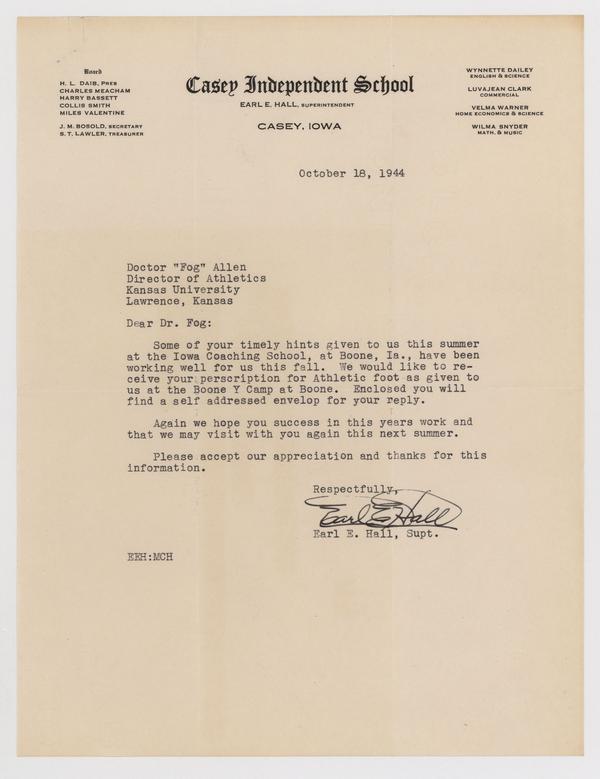 Board
H. L. DAIB, PRES
CHARLES MEACHAM
HARRY BASSETT
COLLIS SMITH
MILES VALENTINE
J. M. BOSOLD, SECRETARY
S. T. LAWLER, TREASURER
Casey Independent School
EARL E. HALL, SUPERINTENDENT
CASEY, IOWA
WYNNETTE DAILEY
ENGLISH & SCIENCE
LUVAJEAN CLARK
COMMERCIAL
VELMA WARNER
HOME ECONOMICS & SCIENCE
WILMA SNYDER
MATH. & MUSIC
October 18, 1944
Doctor "Fog" Allen
Director of Athletics
Kansas University
Lawrence, Kansas
Dear Dr. Fog:
Some of your timely hints given to us this summer
at the Iowa Coaching School, at Boone, Ia., have been
working well for us this fall. We would like to re-
ceive your perscription for Athletic foot as given to
us at the Boone Y Camp at Boone. Enclosed you will
find a self addressed envelop for your reply.
Again we hope you success in this years work and
that we may visit with you again this next summer.
Please accept our appreciation and thanks for this
information.
Respectfully,
Earl E Hall
Earl E. Hall, Supt.
EEH:MCH